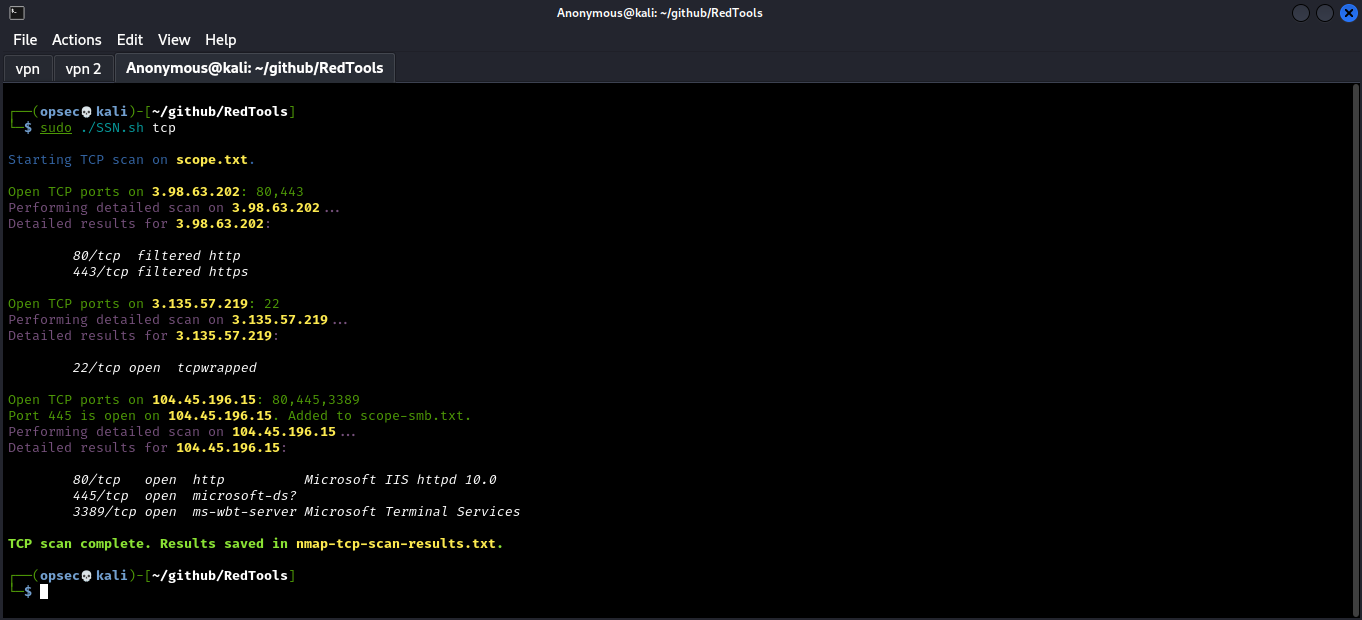 Anonymous@kali: ~/github/RedTools
File Actions Edit View Help
vpn vpn 2 Anonymous@kali: ~/github/RedTools
┌──(opsec💀kali)-[~/github/RedTools]
└─$ sudo ./SSN.sh tcp
Starting TCP scan on scope.txt.
Open TCP ports on 3.98.63.202: 80,443
Performing detailed scan on 3.98.63.202...
Detailed results for 3.98.63.202:
80/tcp  filtered http
443/tcp filtered https
Open TCP ports on 3.135.57.219: 22
Performing detailed scan on 3.135.57.219...
Detailed results for 3.135.57.219:
22/tcp open  tcpwrapped
Open TCP ports on 104.45.196.15: 80,445,3389
Port 445 is open on 104.45.196.15. Added to scope-smb.txt.
Performing detailed scan on 104.45.196.15...
Detailed results for 104.45.196.15:
80/tcp   open  http          Microsoft IIS httpd 10.0
445/tcp  open  microsoft-ds?
3389/tcp open  ms-wbt-server Microsoft Terminal Services
TCP scan complete. Results saved in nmap-tcp-scan-results.txt.
┌──(opsec💀kali)-[~/github/RedTools]
└─$